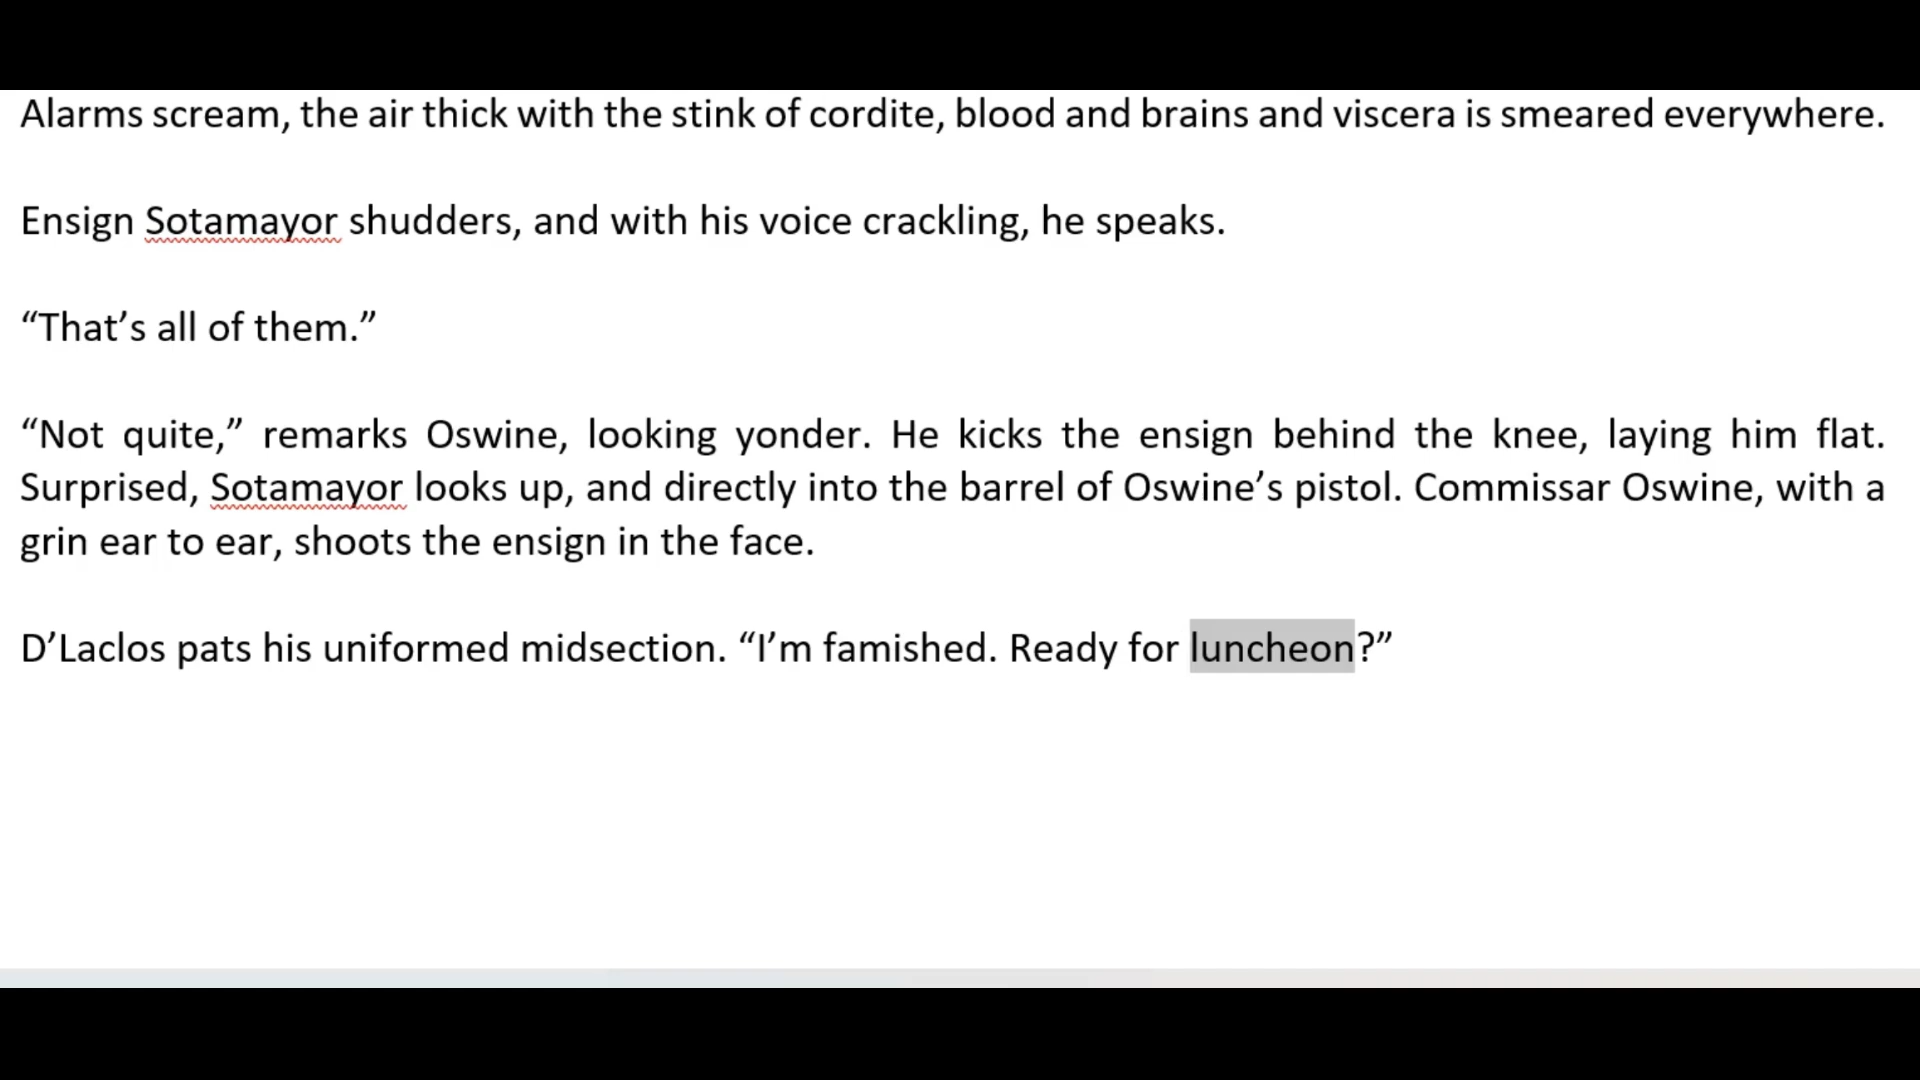 Alarms scream, the air thick with the stink of cordite, blood and brains and viscera is smeared everywhere.
Ensign Sotamayor shudders, and with his voice crackling, he speaks.
“That’s all of them.”
“Not quite,” remarks Oswine, looking yonder. He kicks the ensign behind the knee, laying him flat.
Surprised, Sotamayor looks up, and directly into the barrel of Oswine’s pistol. Commissar Oswine, with a
grin ear to ear, shoots the ensign in the face.
D’Laclos pats his uniformed midsection. “I’m famished. Ready for luncheon?”